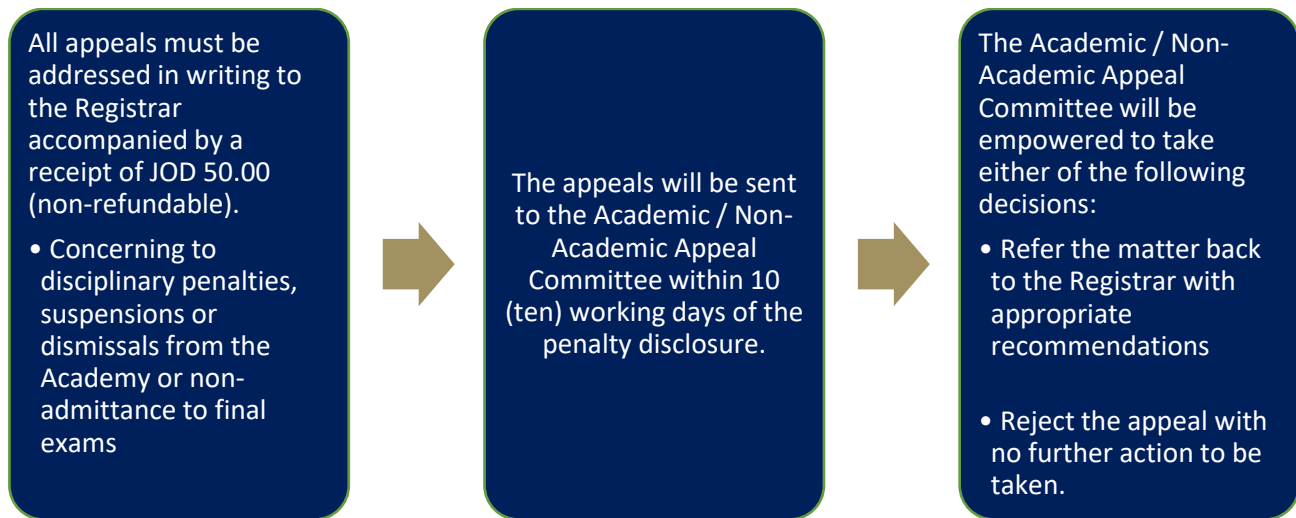 All appeals must be
addressed in writing to
the Registrar
accompanied by a
receipt of JOD 50.00
(non-refundable).
• Concerning to
disciplinary penalties,
suspensions or
dismissals from the
Academy or non-
admittance to final
exams
The appeals will be sent
to the Academic / Non-
Academic Appeal
Committee within 10
(ten) working days of the
penalty disclosure.
The Academic / Non-
Academic Appeal
Committee will be
empowered to take
either of the following
decisions:
• Refer the matter back
to the Registrar with
appropriate
recommendations
• Reject the appeal with
no further action to be
taken.